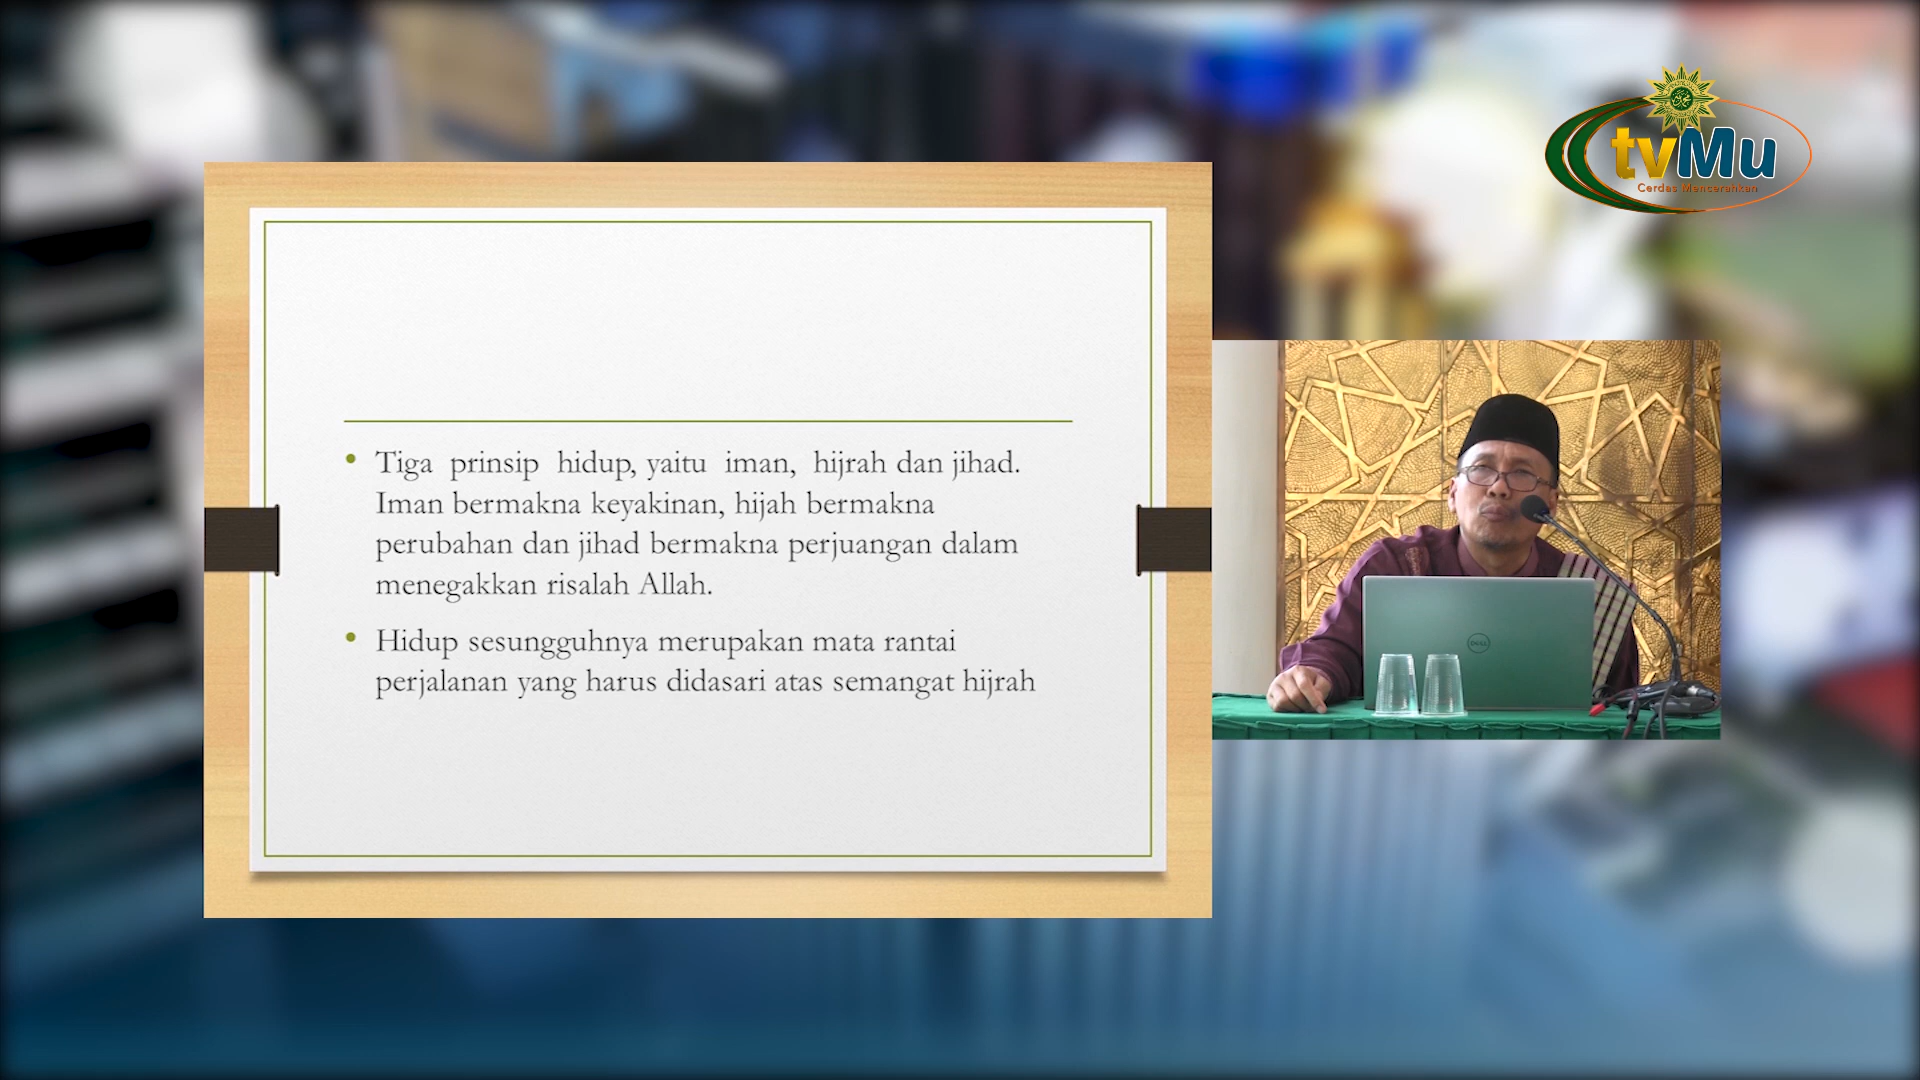 tvMu
Cerdas Mencerahkan
• Tiga prinsip hidup, yaitu iman, hijrah dan jihad.
Iman bermakna keyakinan, hijah bermakna
perubahan dan jihad bermakna perjuangan dalam
menegakkan risalah Allah.
• Hidup sesungguhnya merupakan mata rantai
perjalanan yang harus didasari atas semangat hijrah
DELL